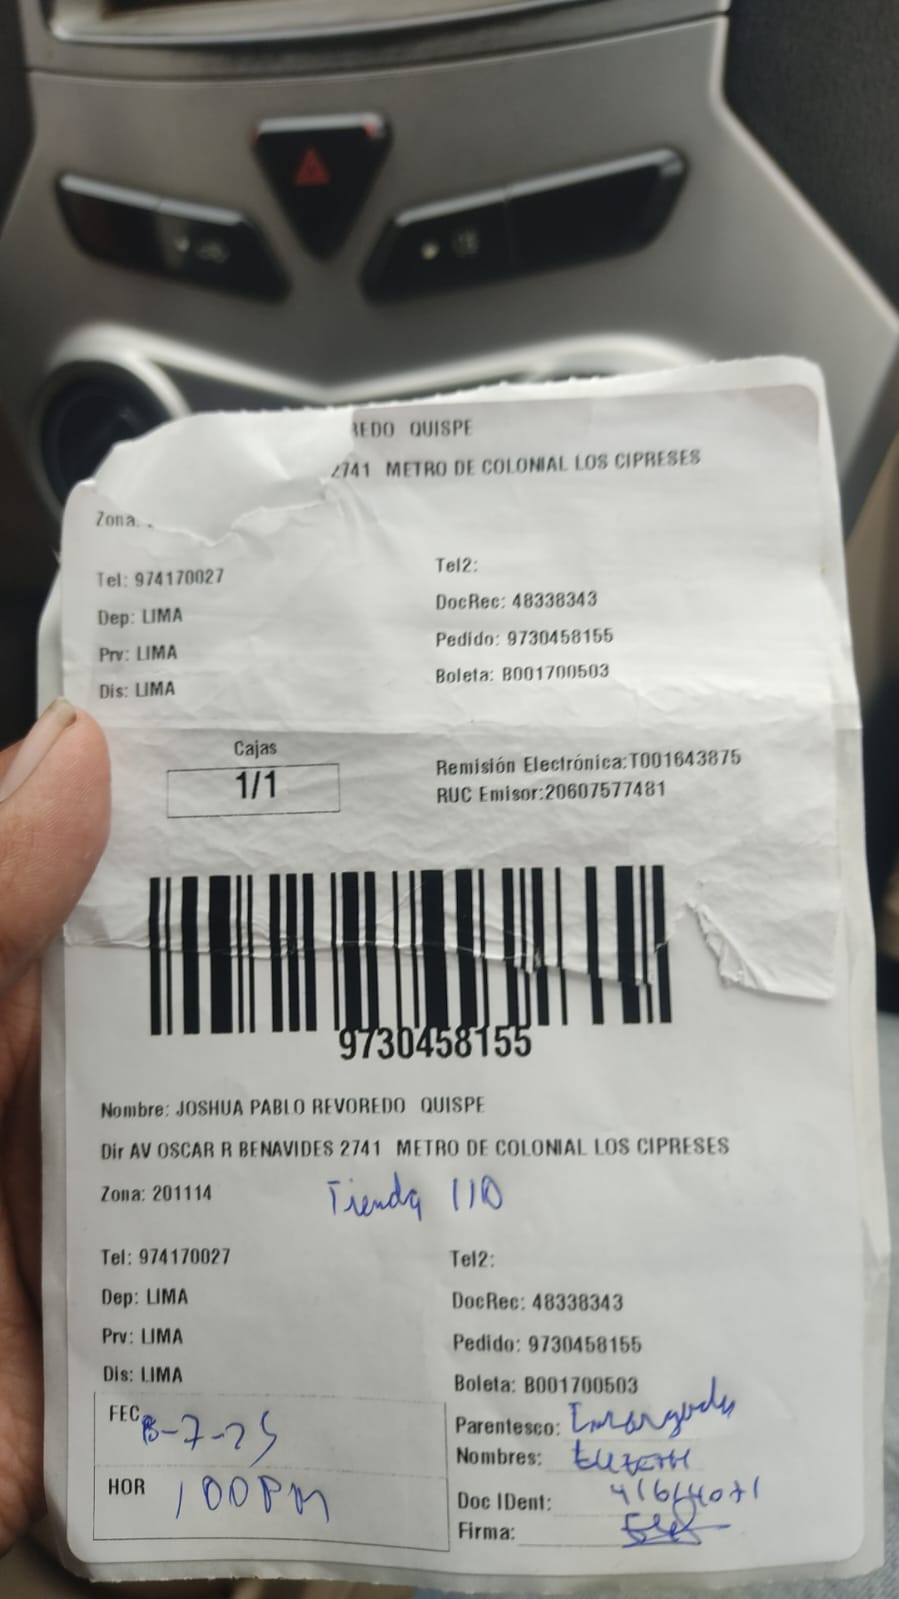 REDO QUISPE
2741 METRO DE COLONIAL LOS CIPRESES
Zona:
Tel: 974170027
Tel2:
Dep: LIMA
DocRec: 48338343
Prv: LIMA
Pedido: 9730458155
Dis: LIMA
Boleta: B001700503
Cajas
1/1
Remisión Electrónica:T001643875
RUC Emisor:20607577481
9730458155
Nombre: JOSHUA PABLO REVOREDO QUISPE
Dir AV OSCAR R BENAVIDES 2741 METRO DE COLONIAL LOS CIPRESES
Zona: 201114
Tienda 110
Tel: 974170027
Tel2:
Dep: LIMA
DocRec: 48338343
Prv: LIMA
Pedido: 9730458155
Dis: LIMA
Boleta: B001700503
FEC
-7-25
Parentesco:
Nombres:
HOR
100PM
Doc IDent:
Firma: